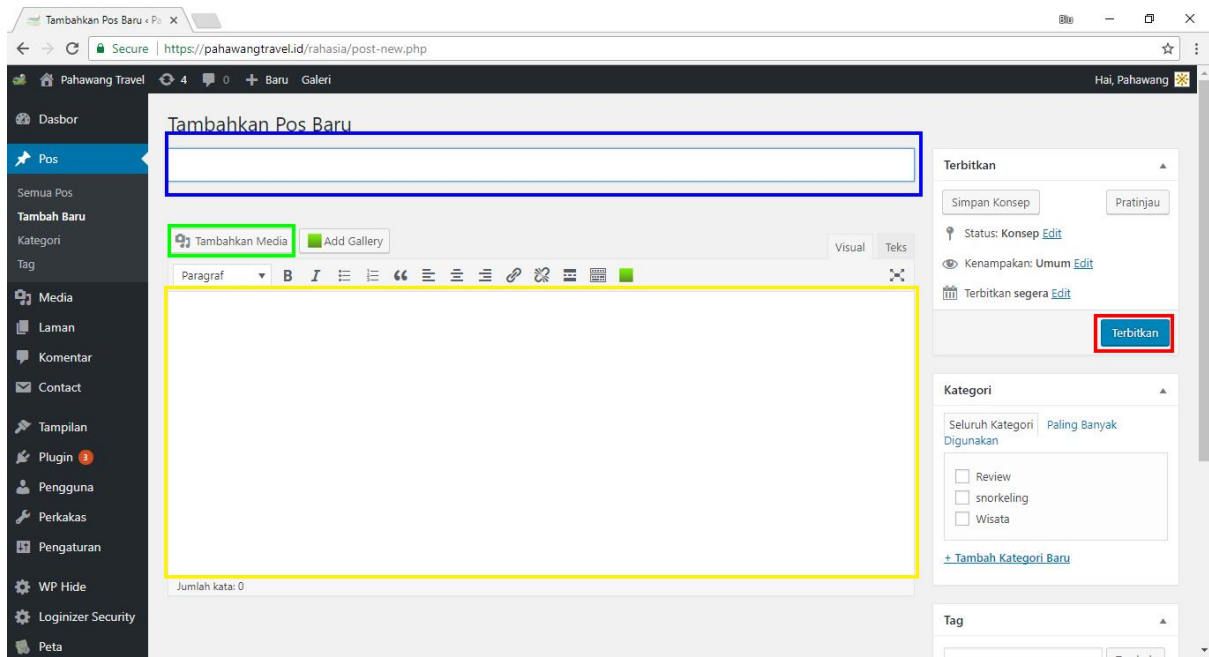 Tambahkan Pos Baru ‹ Pa
Blu
Secure | https://pahawangtravel.id/rahasia/post-new.php
Pahawang Travel 4 0 + Baru Galeri Hai, Pahawang
Dasbor
Pos
Semua Pos
Tambah Baru
Kategori
Tag
Media
Laman
Komentar
Contact
Tampilan
Plugin 3
Pengguna
Perkakas
Pengaturan
WP Hide
Loginizer Security
Peta
Tambahkan Pos Baru
Tambahkan Media Add Gallery
Visual Teks
Paragraf B I
Jumlah kata: 0
Terbitkan
Simpan Konsep Pratinjau
Status: Konsep Edit
Kenampakan: Umum Edit
Terbitkan segera Edit
Terbitkan
Kategori
Seluruh Kategori Paling Banyak
Digunakan
Review
snorkeling
Wisata
+ Tambah Kategori Baru
Tag